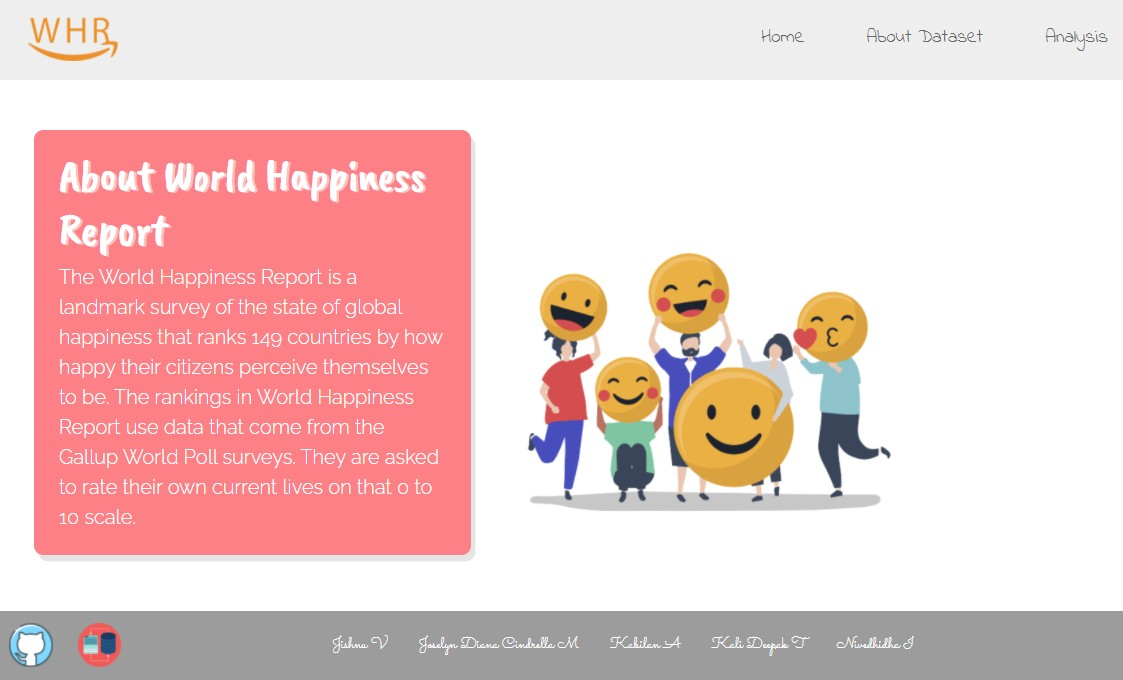 WHR
Home About Dataset Analysis
About World Happiness
Report
The World Happiness Report is a
landmark survey of the state of global
happiness that ranks 149 countries by how
happy their citizens perceive themselves
to be. The rankings in World Happiness
Report use data that come from the
Gallup World Poll surveys. They are asked
to rate their own current lives on that 0 to
10 scale.
Jishnu V Joselyn Diana Cindrella M Kabilan A Kali Deepak T Nivedhidha I